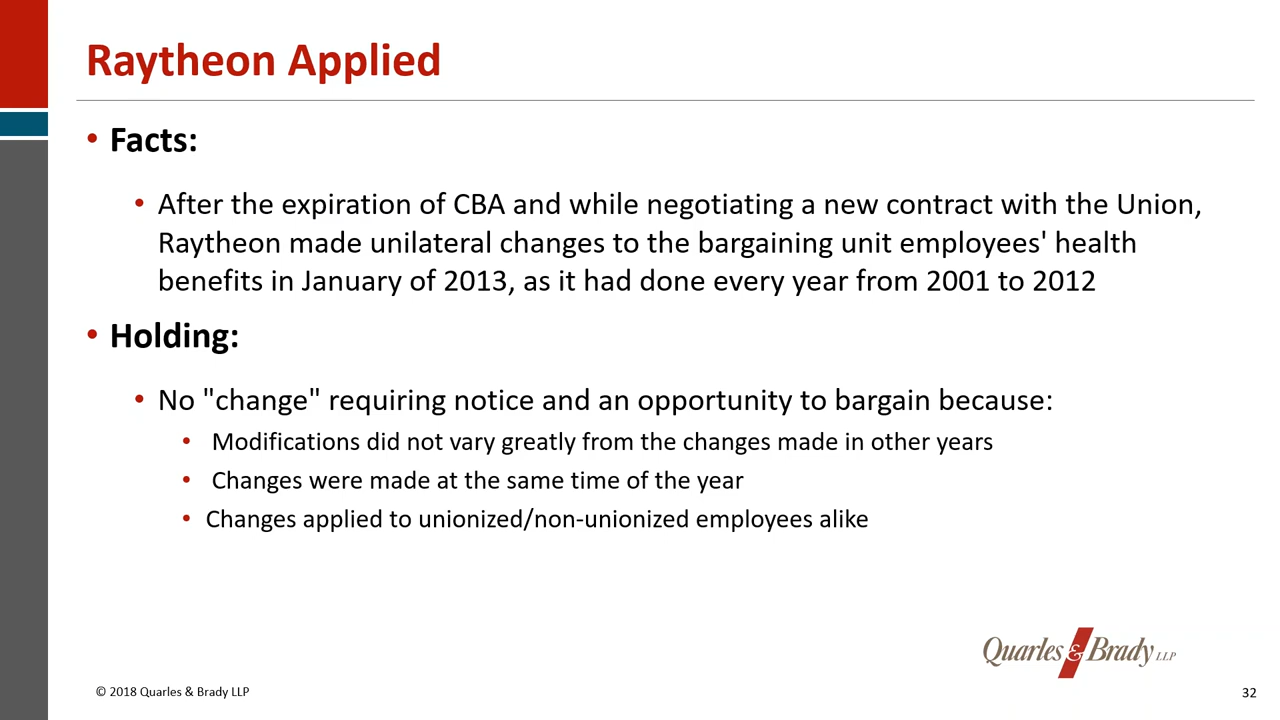 Raytheon Applied
• Facts:
• After the expiration of CBA and while negotiating a new contract with the Union,
Raytheon made unilateral changes to the bargaining unit employees' health
benefits in January of 2013, as it had done every year from 2001 to 2012
• Holding:
• No "change" requiring notice and an opportunity to bargain because:
• Modifications did not vary greatly from the changes made in other years
• Changes were made at the same time of the year
• Changes applied to unionized/non-unionized employees alike
Quarles & Brady LLP
© 2018 Quarles & Brady LLP
32